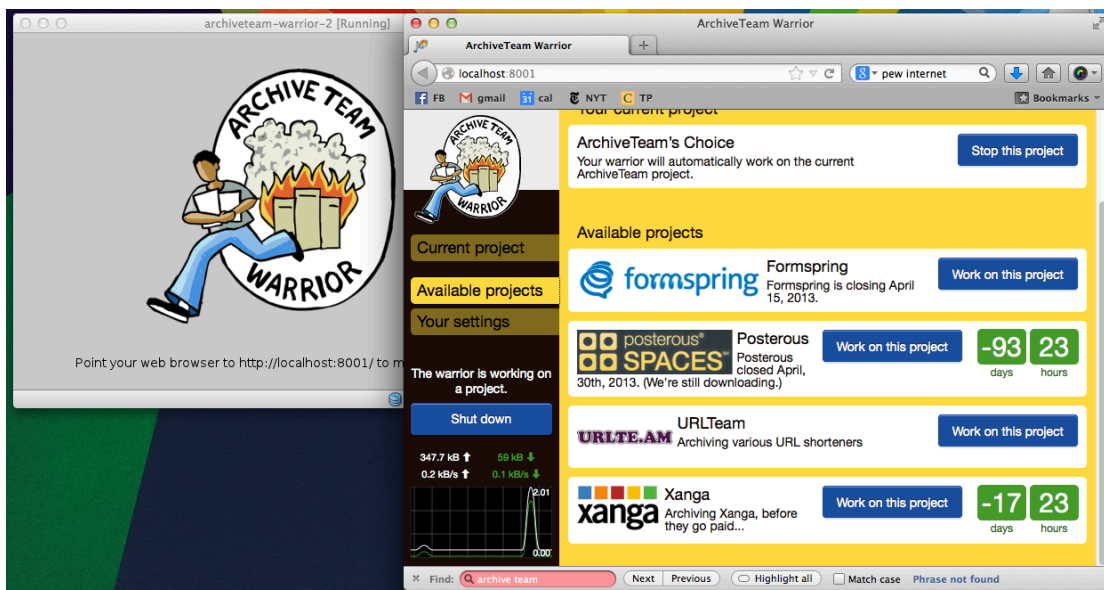 archiveteam-warrior-2 [Running]
ARCHIVE TEAM
WARRIOR
Point your web browser to http://localhost:8001/ to m
ArchiveTeam Warrior
ArchiveTeam Warrior
localhost:8001
pew internet
FB gmail 31 cal NYT C TP
Bookmarks
ARCHIVE TEAM
WARRIOR
Current project
Available projects
Your settings
The warrior is working on
a project.
Shut down
347.7 kB 59 kB
0.2 kB/s 0.1 kB/s
2.01
0.00
Your current project
ArchiveTeam's Choice
Your warrior will automatically work on the current
ArchiveTeam project.
Stop this project
Available projects
formspring
Formspring
Formspring is closing April
15, 2013.
Work on this project
posterous
SPACES
Posterous
Posterous
closed April,
30th, 2013. (We're still downloading.)
Work on this project
-93 23
days hours
URLTE.AM
URLTeam
Archiving various URL shorteners
Work on this project
xanga
Xanga
Archiving Xanga, before
they go paid...
Work on this project
-17 23
days hours
Find: archive team Next Previous Highlight all Match case Phrase not found